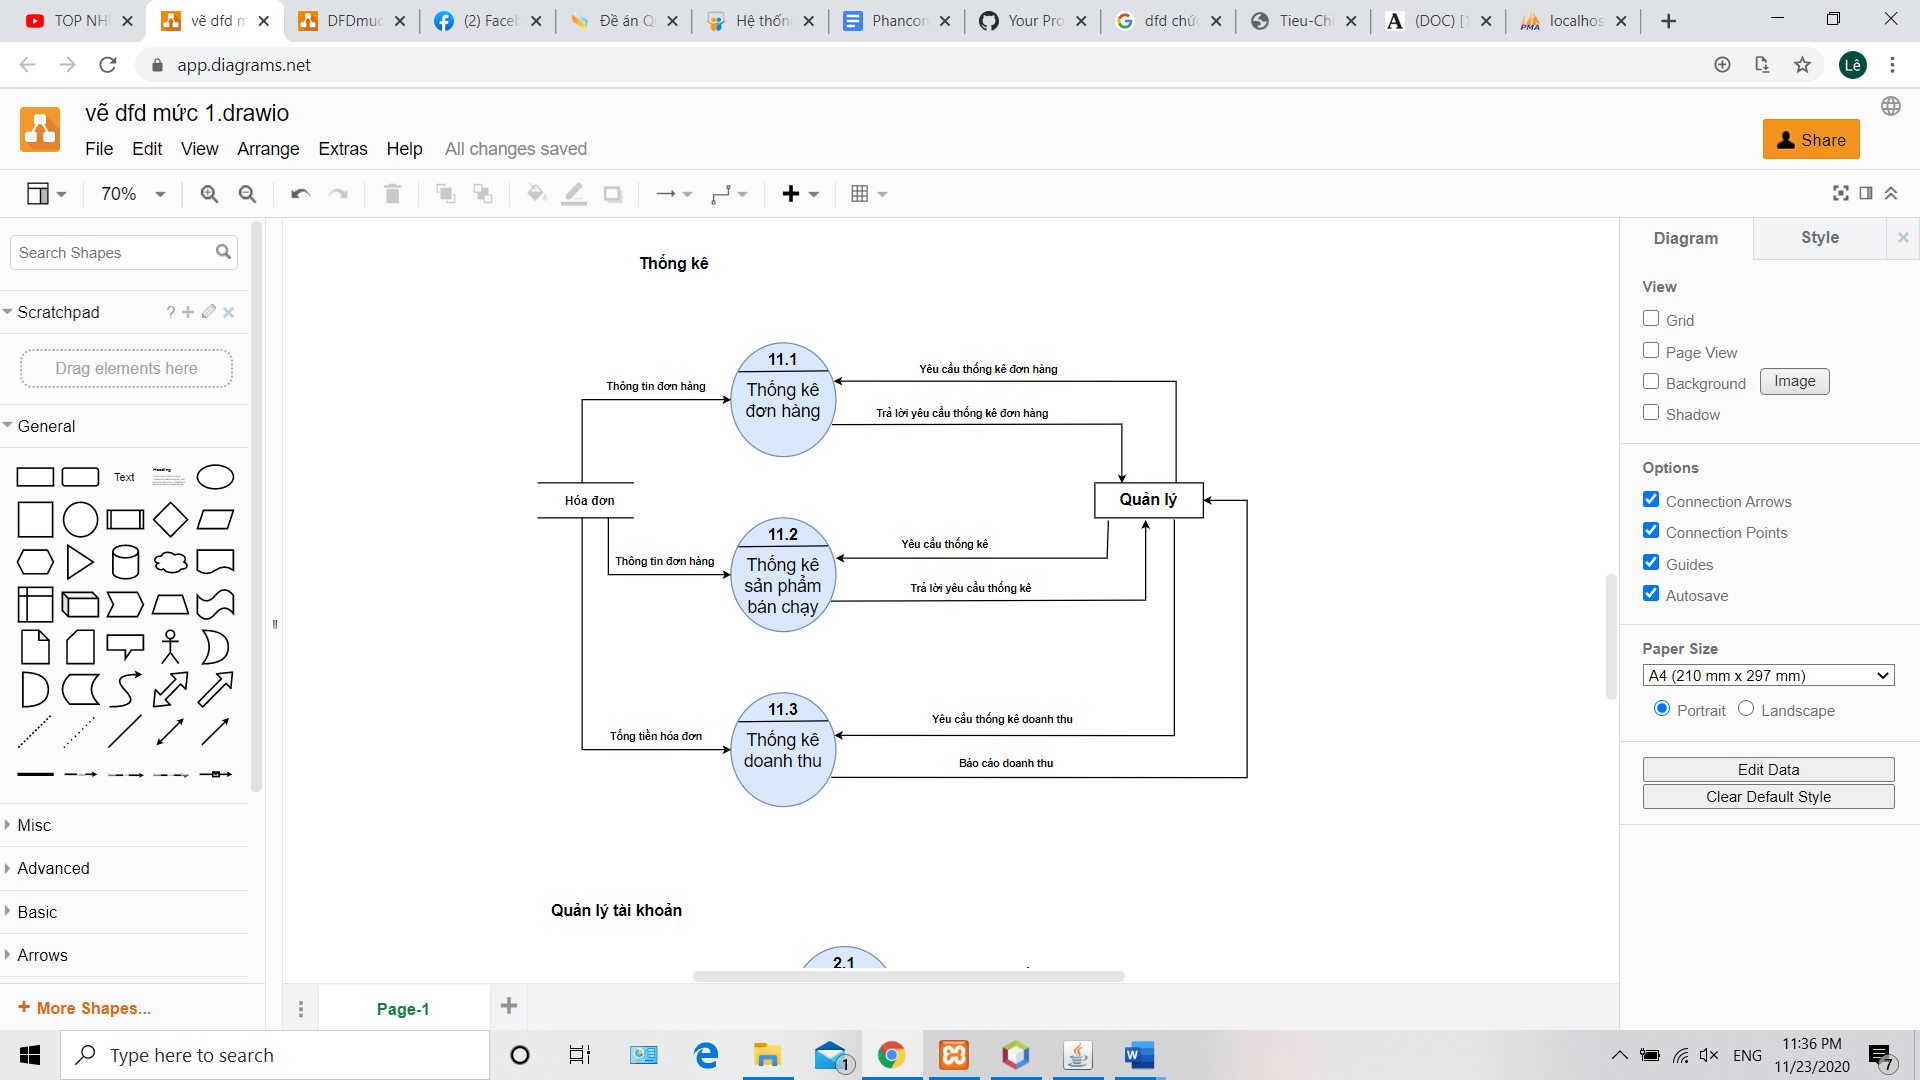 TOP NH
vẽ dfd m
DFDmuc
(2) Face
Đề án Q
Hệ thốn
Phancon
Your Pro
dfd chứ
Tieu-Chi
(DOC) [
localhos
app.diagrams.net
Lê
vẽ dfd mức 1.drawio
File Edit View Arrange Extras Help All changes saved
Share
70%
Search Shapes
Scratchpad
?
Drag elements here
General
Text
Heading
Misc
Advanced
Basic
Arrows
+ More Shapes...
Thống kê
11.1
Thống kê
đơn hàng
Thông tin đơn hàng
Yêu cầu thống kê đơn hàng
Trả lời yêu cầu thống kê đơn hàng
Hóa đơn
Quản lý
11.2
Thống kê
sản phẩm
bán chạy
Thông tin đơn hàng
Yêu cầu thống kê
Trả lời yêu cầu thống kê
11.3
Thống kê
doanh thu
Tổng tiền hóa đơn
Yêu cầu thống kê doanh thu
Báo cáo doanh thu
Quản lý tài khoản
2.1
Page-1
Diagram
Style
View
Grid
Page View
Background
Image
Shadow
Options
Connection Arrows
Connection Points
Guides
Autosave
Paper Size
A4 (210 mm x 297 mm)
Portrait
Landscape
Edit Data
Clear Default Style
Type here to search
1
ENG
11:36 PM
11/23/2020
7